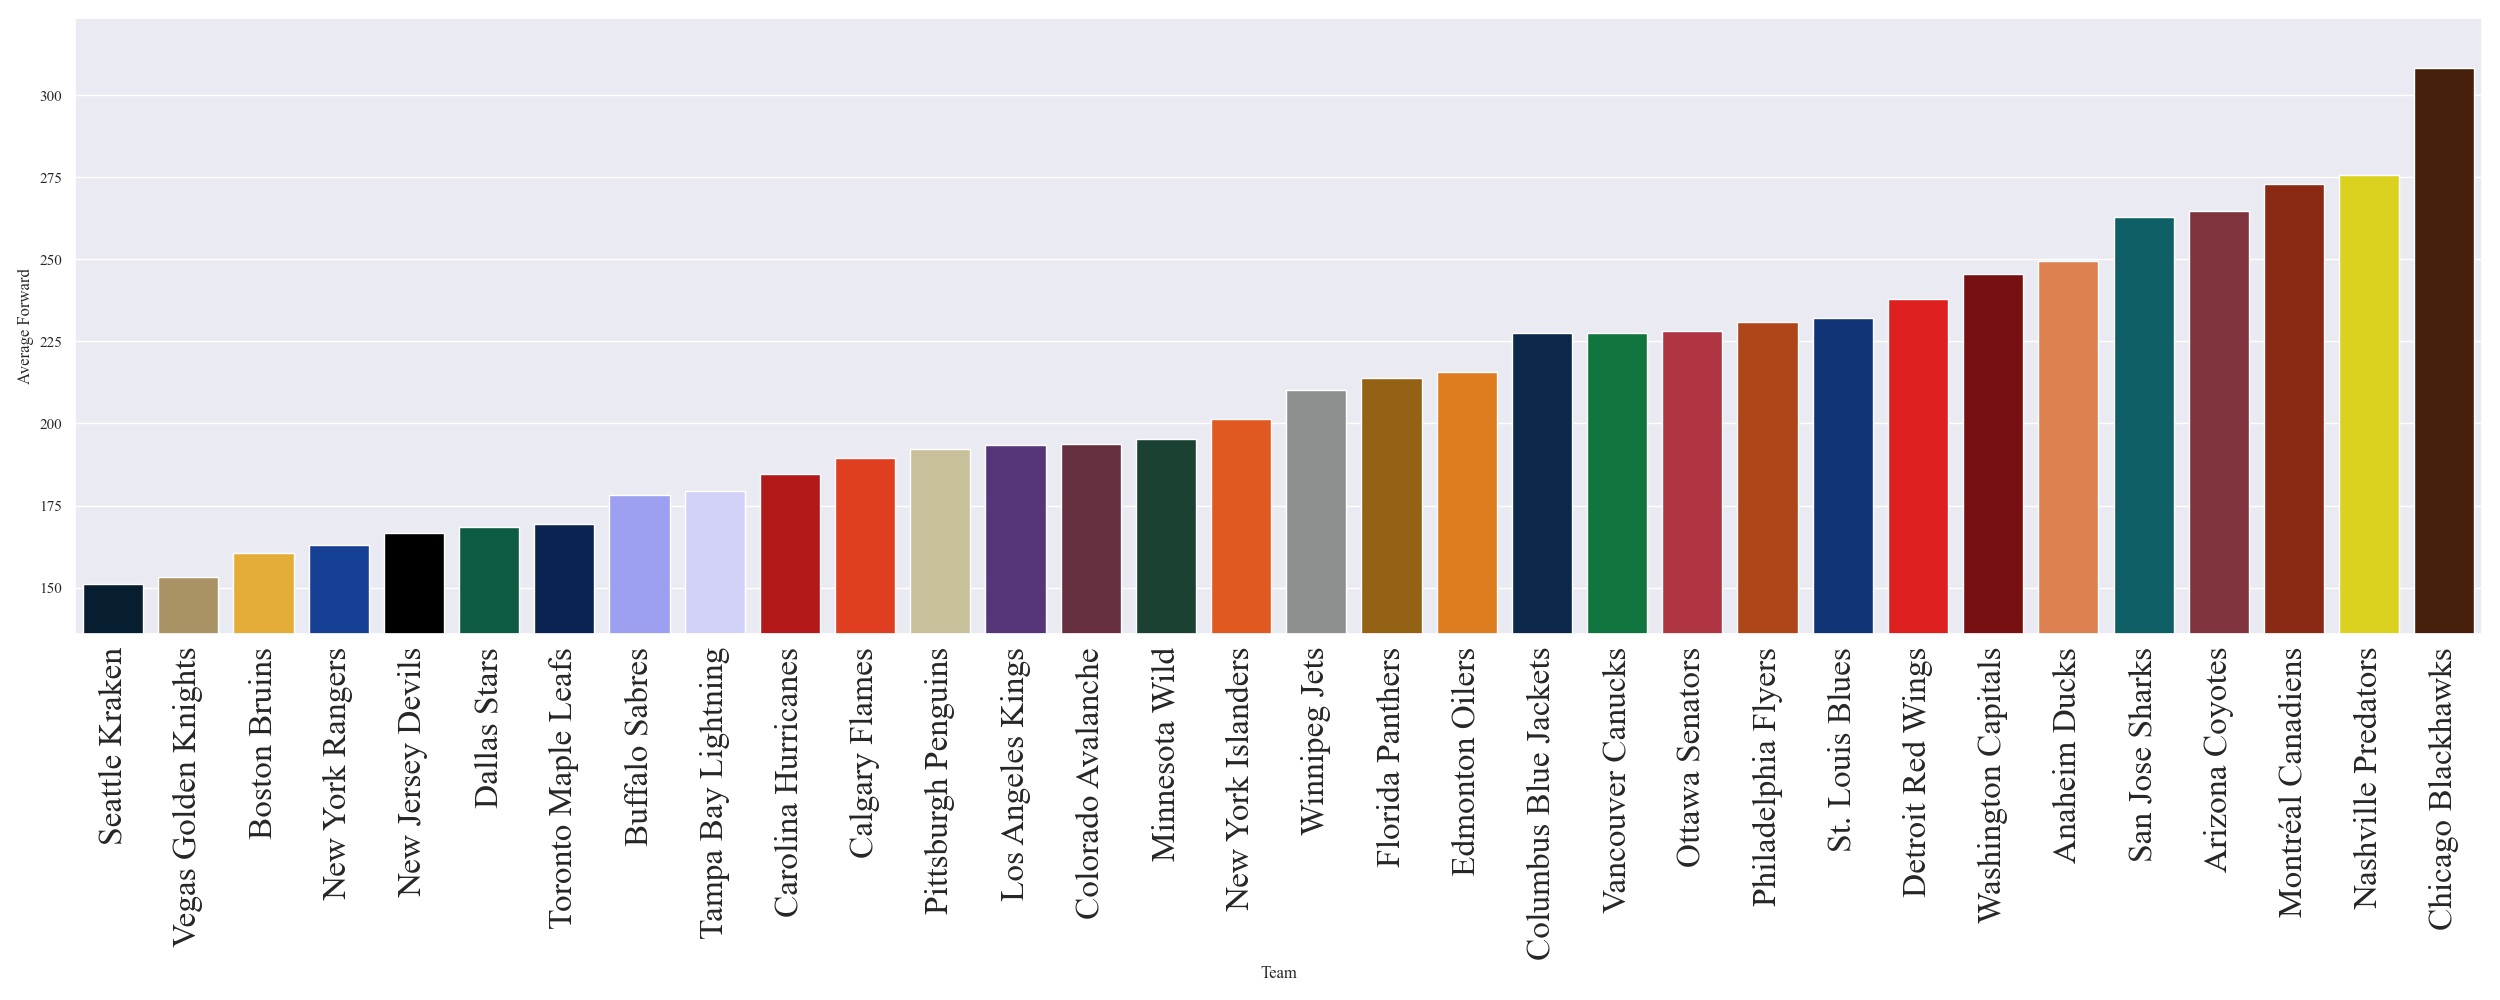 300
275
250
225
200
175
150
Average Forward
Seattle Kraken
Vegas Golden Knights
Boston Bruins
New York Rangers
New Jersey Devils
Dallas Stars
Toronto Maple Leafs
Buffalo Sabres
Tampa Bay Lightning
Carolina Hurricanes
Calgary Flames
Pittsburgh Penguins
Los Angeles Kings
Colorado Avalanche
Minnesota Wild
New York Islanders
Winnipeg Jets
Florida Panthers
Edmonton Oilers
Columbus Blue Jackets
Vancouver Canucks
Ottawa Senators
Philadelphia Flyers
St. Louis Blues
Detroit Red Wings
Washington Capitals
Anaheim Ducks
San Jose Sharks
Arizona Coyotes
Montréal Canadiens
Nashville Predators
Chicago Blackhawks
Team